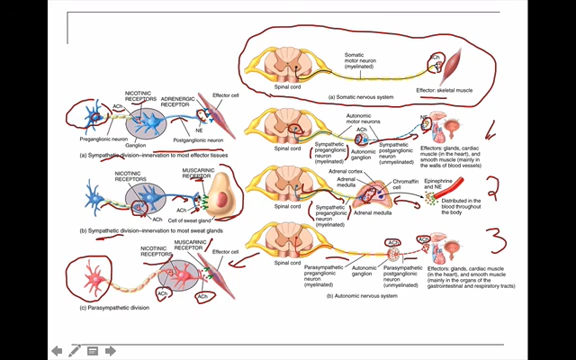 NICOTINIC
RECEPTORS
ADRENERGIC
RECEPTOR
Effector cell
ACh
NE
Preganglionic neuron
Ganglion
Postganglionic neuron
(a) Sympathetic division–innervation to most effector tissues
NICOTINIC
RECEPTORS
MUSCARINIC
RECEPTOR
ACh
ACh
Cell of sweat gland
(b) Sympathetic division–innervation to most sweat glands
NICOTINIC
RECEPTORS
MUSCARINIC
RECEPTOR
Effector cell
ACh
ACh
(c) Parasympathetic division
Somatic
motor neuron
(myelinated)
ACh
Spinal cord
Effector: skeletal muscle
(a) Somatic nervous system
Autonomic
motor neurons
NE
Spinal cord
Sympathetic
preganglionic
neuron
(myelinated)
ACh
Autonomic
ganglion
Sympathetic
postganglionic
neuron
(unmyelinated)
Effectors: glands, cardiac
muscle (in the heart), and
smooth muscle (mainly in
the walls of blood vessels)
1
Adrenal cortex
Adrenal
medulla
Chromaffin
cell
Epinephrine
and NE
Spinal cord
Sympathetic
preganglionic
neuron
(myelinated)
ACh
Adrenal medulla
Distributed in the
blood throughout
the body
2
ACh
ACh
Spinal cord
Parasympathetic
preganglionic
neuron
(myelinated)
Autonomic
ganglion
Parasympathetic
postganglionic
neuron
(unmyelinated)
Effectors: glands, cardiac muscle
(in the heart), and smooth muscle
(mainly in the organs of the
gastrointestinal and respiratory tracts)
3
(b) Autonomic nervous system